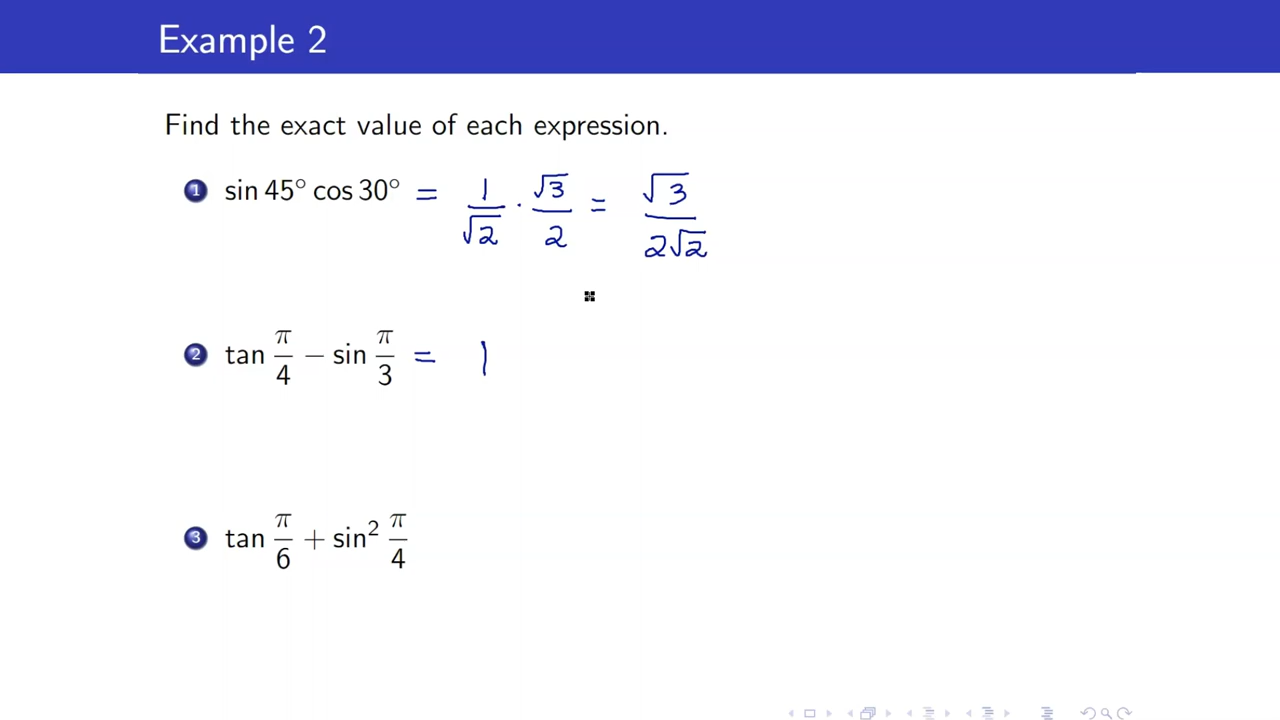 Example 2
Find the exact value of each expression.
1 sin 45° cos 30° = 1/√2 · √3/2 = √3/2√2
2 tan π/4 − sin π/3 = 1
3 tan π/6 + sin² π/4